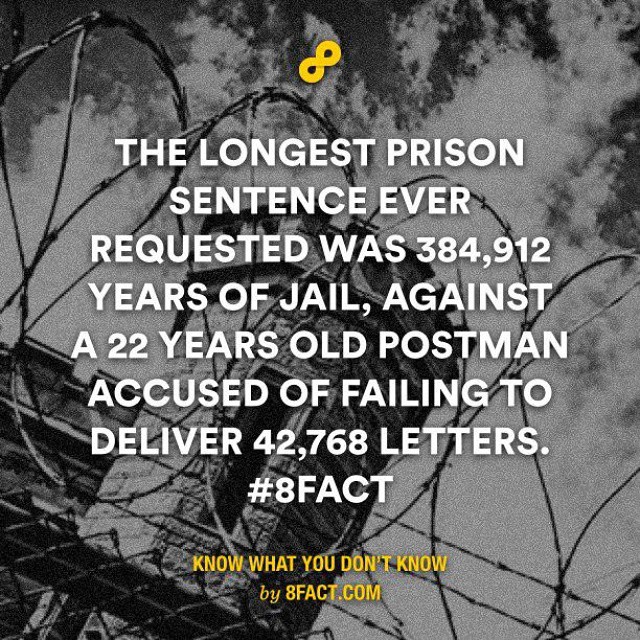 THE LONGEST PRISON
SENTENCE EVER
REQUESTED WAS 384,912
YEARS OF JAIL, AGAINST
A 22 YEARS OLD POSTMAN
ACCUSED OF FAILING TO
DELIVER 42,768 LETTERS.
#8FACT
KNOW WHAT YOU DON'T KNOW
by 8FACT.COM